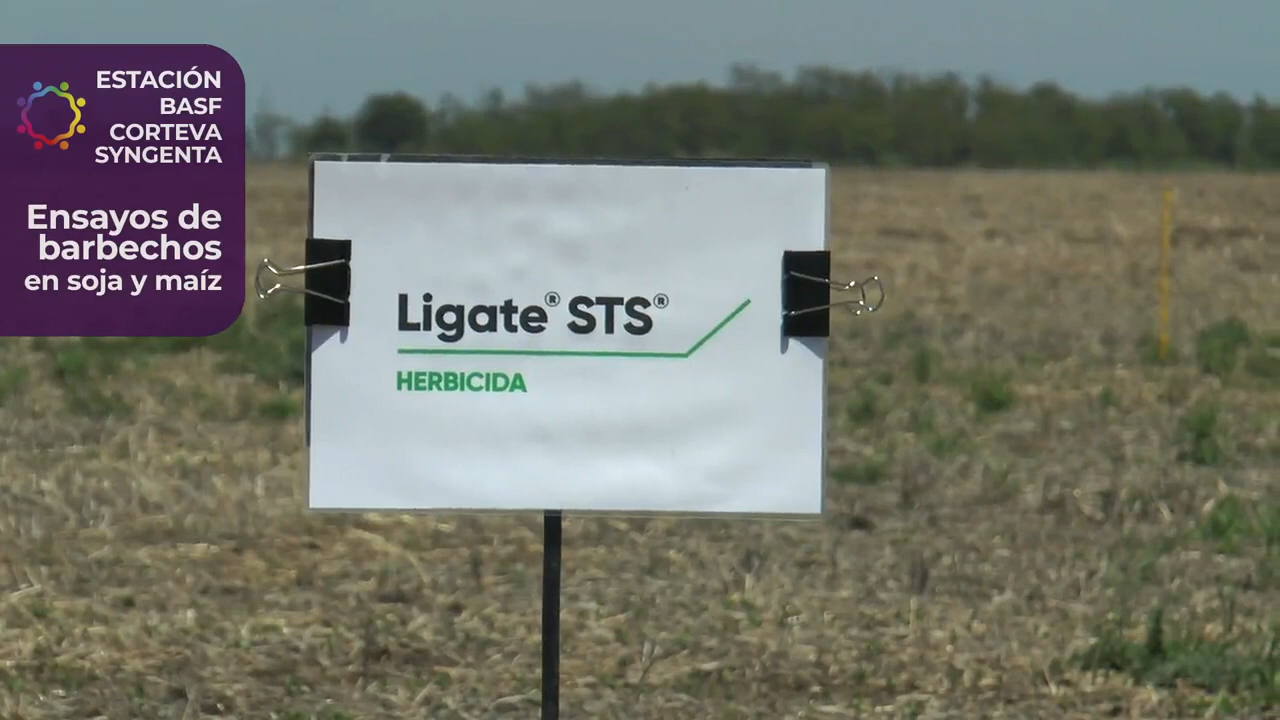 ESTACIÓN
BASF
CORTEVA
SYNGENTA
Ensayos de
barbechos
en soja y maíz
Ligate® STS®
HERBICIDA